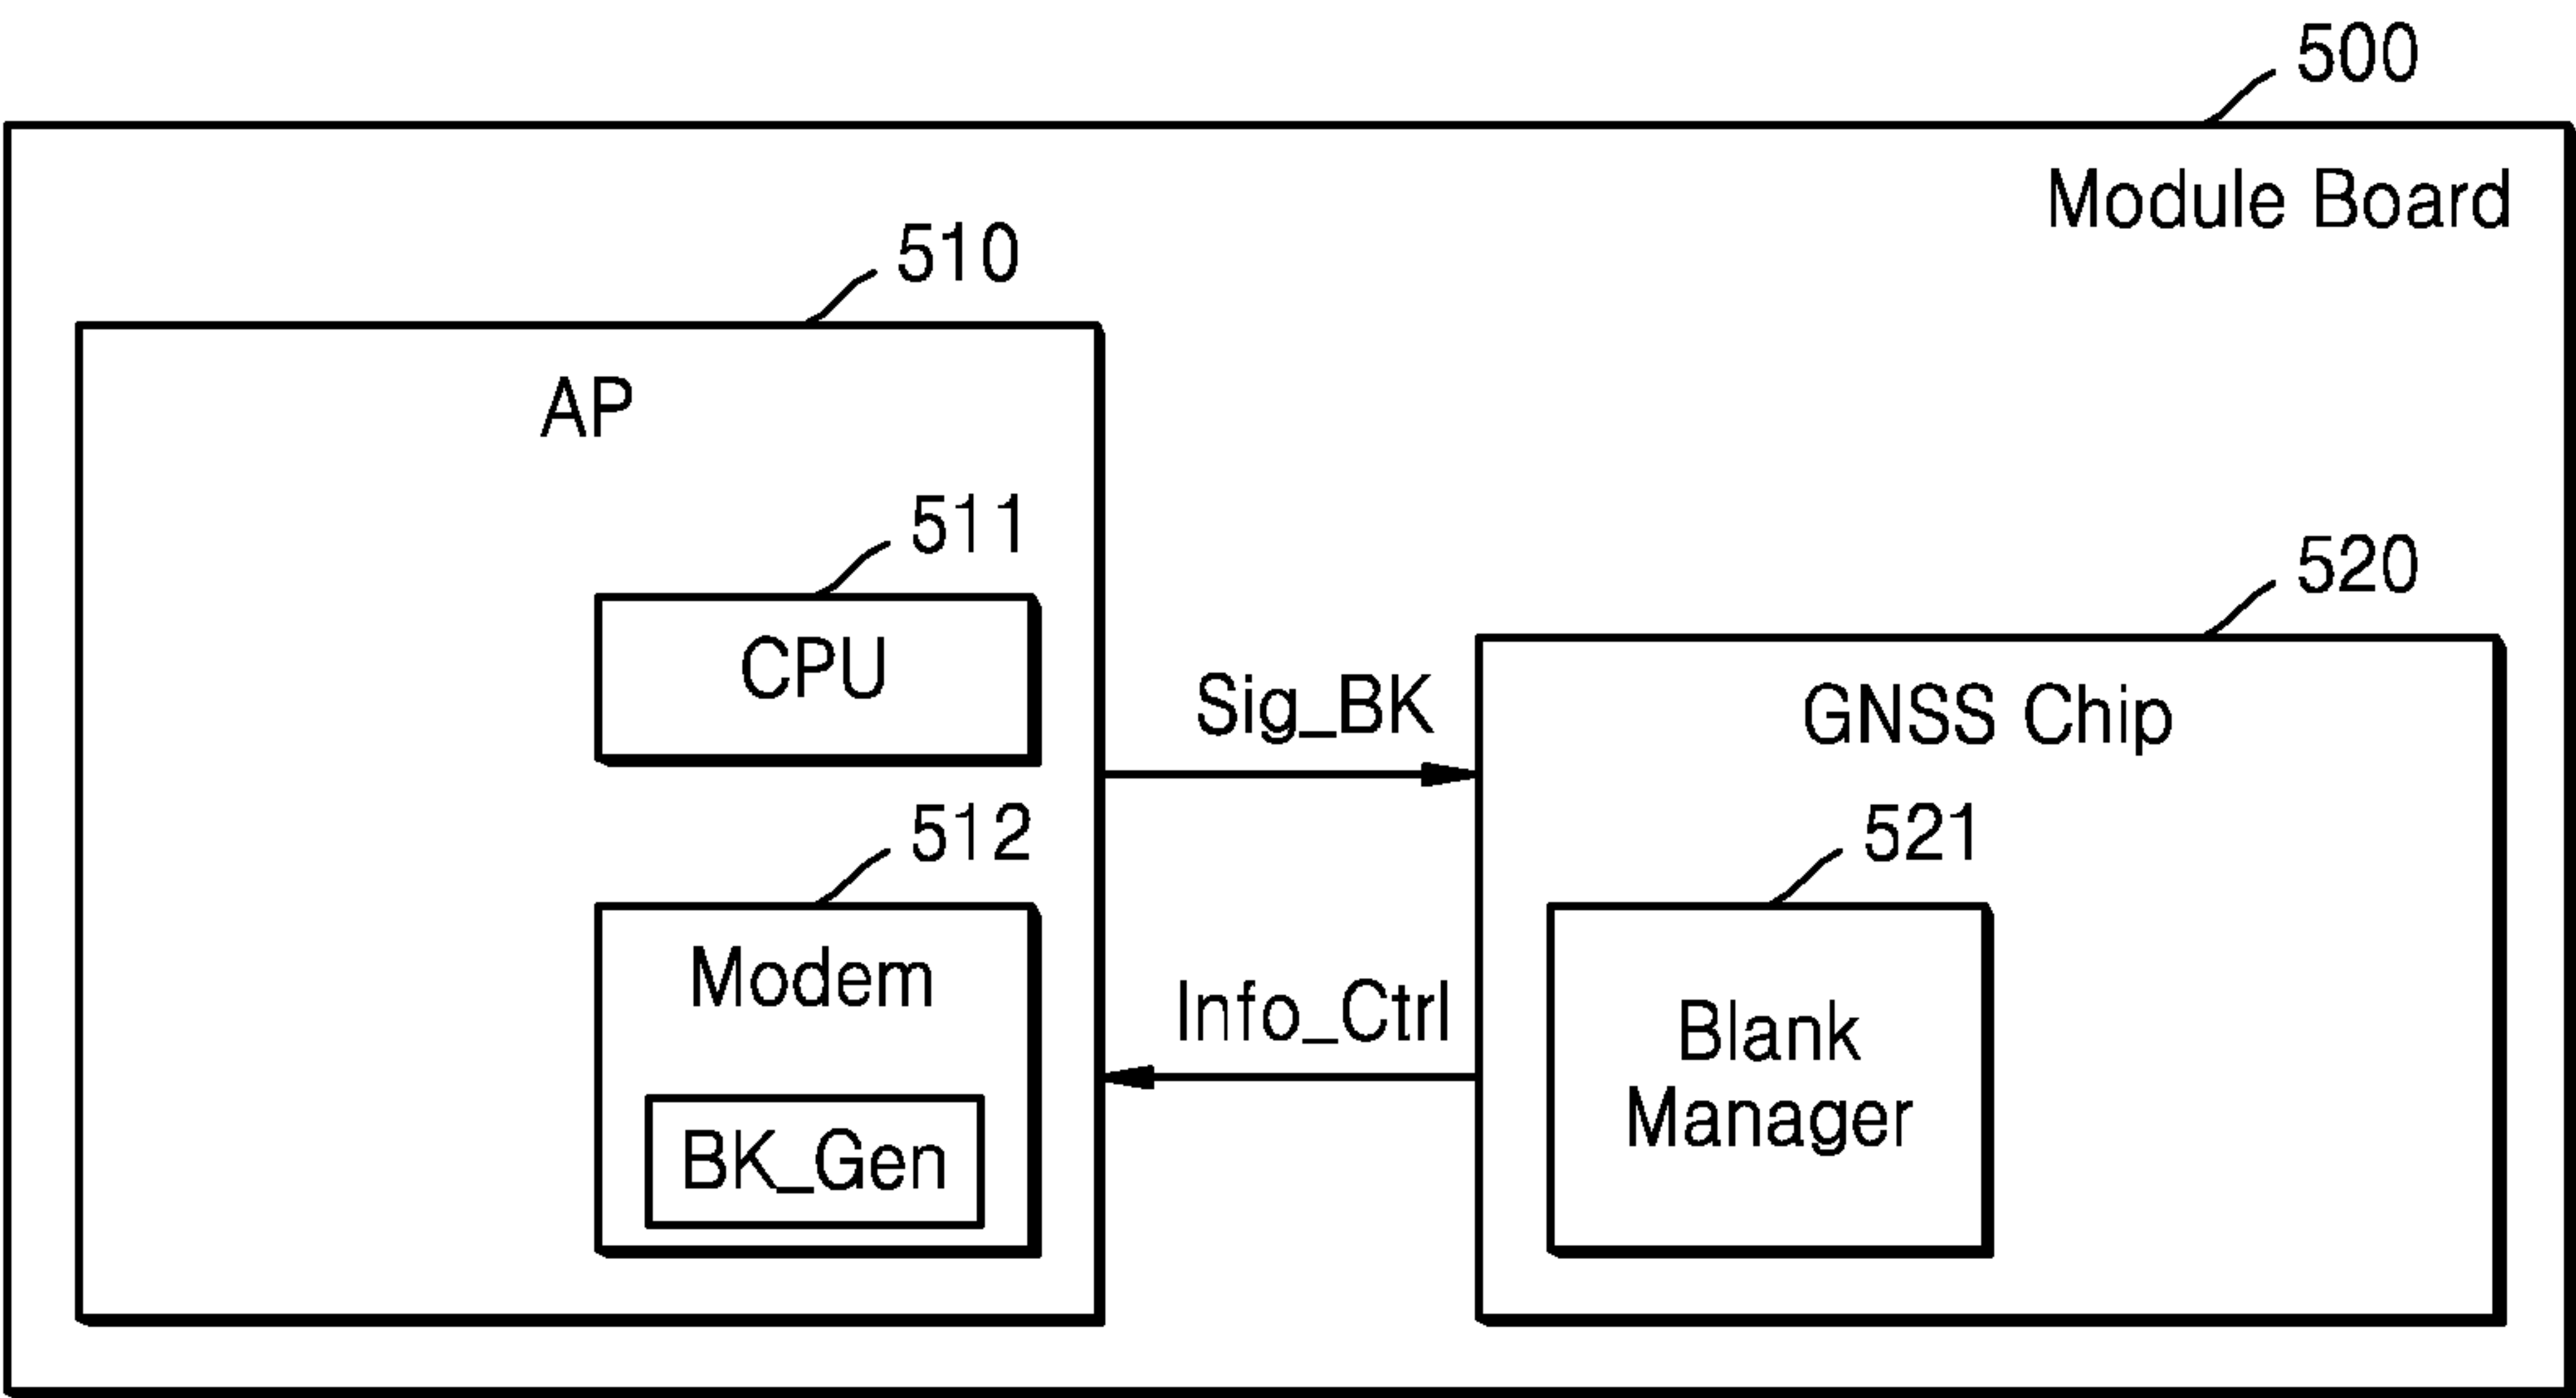 500
Module Board
510
AP
511
CPU
520
Sig_BK
GNSS Chip
512
521
Modem
Info_Ctrl
Blank
Manager
BK_Gen